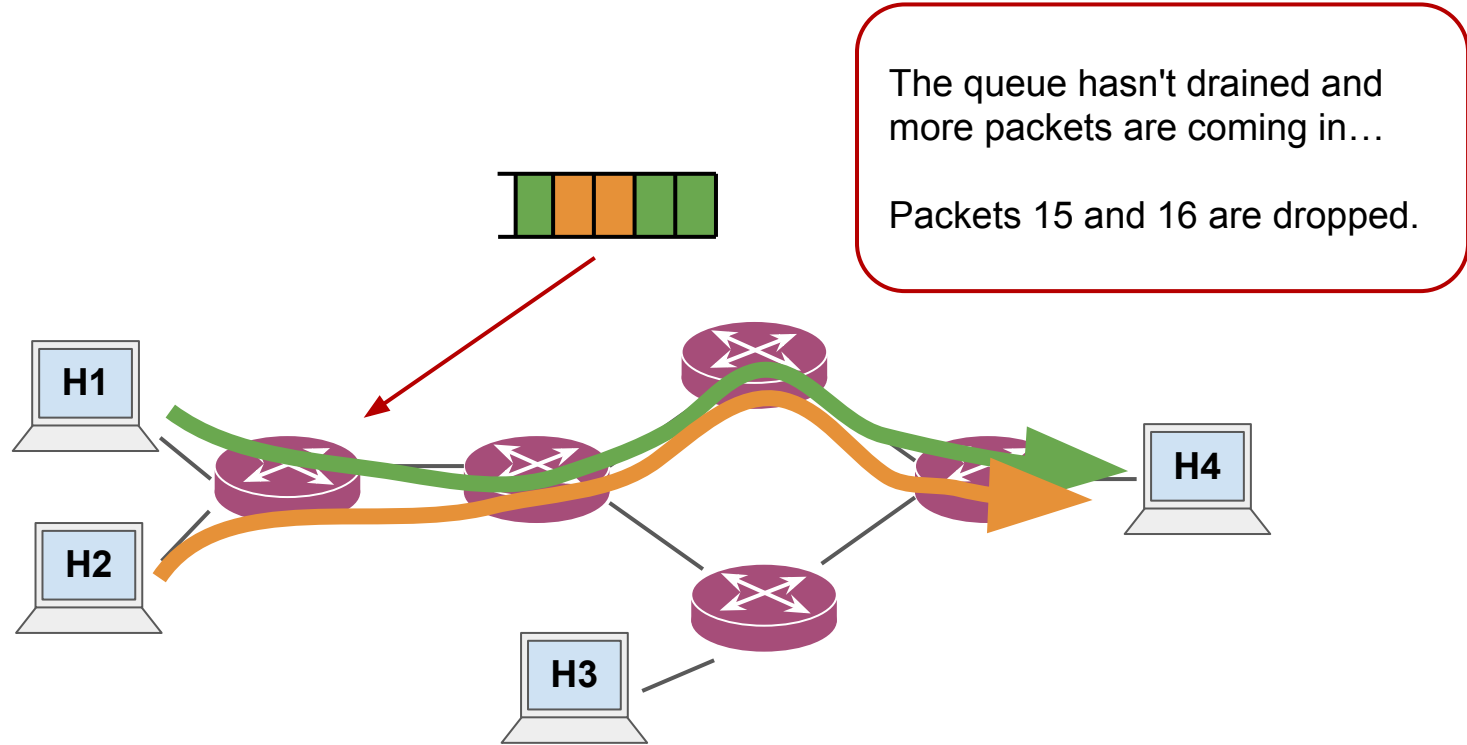 The queue hasn't drained and
more packets are coming in…
Packets 15 and 16 are dropped.
H1
H2
H3
H4